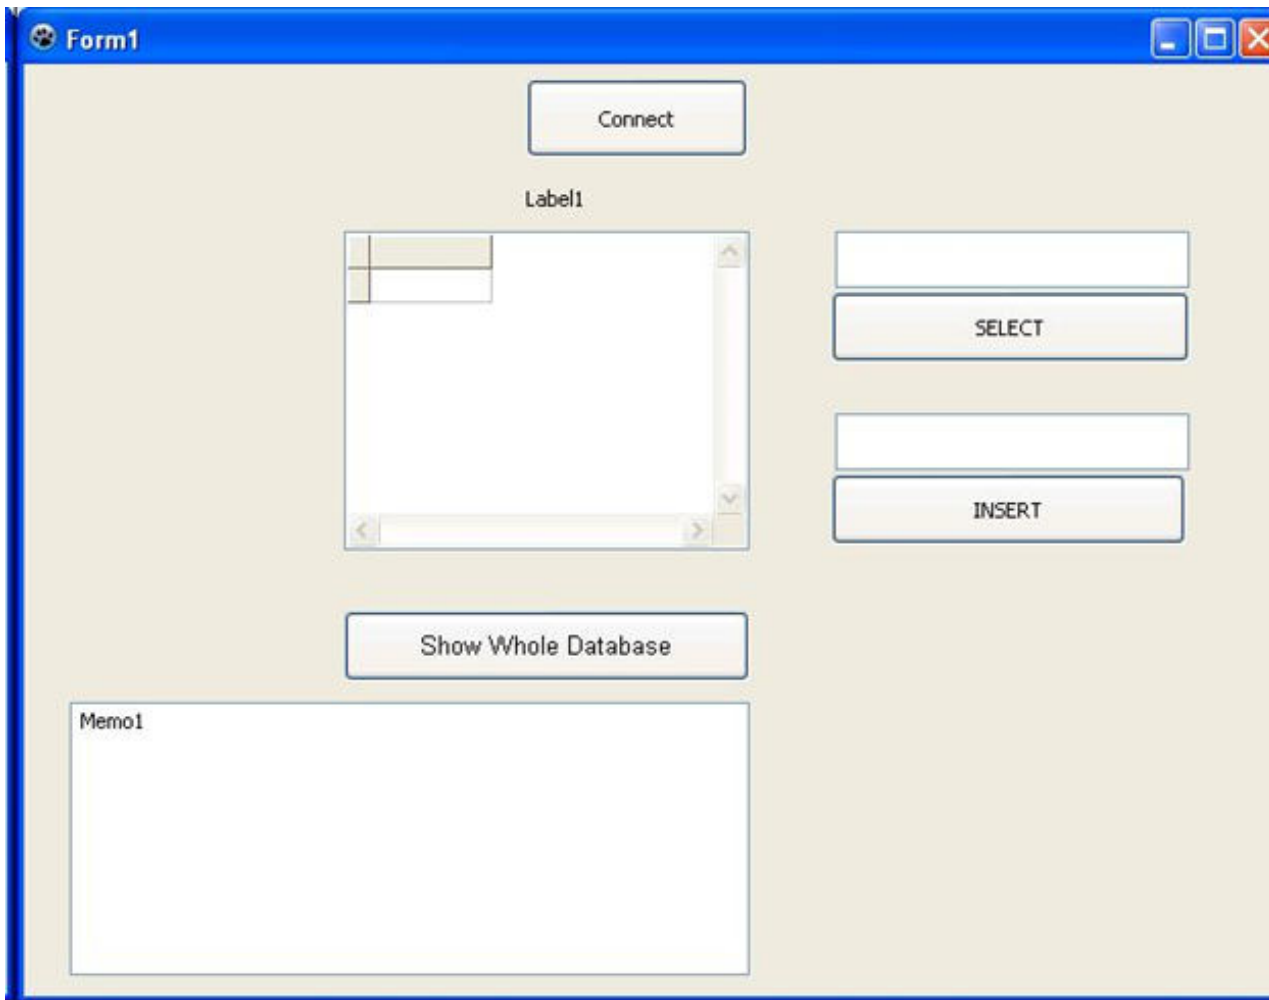 Form1
Connect
Label1
SELECT
INSERT
Show Whole Database
Memo1